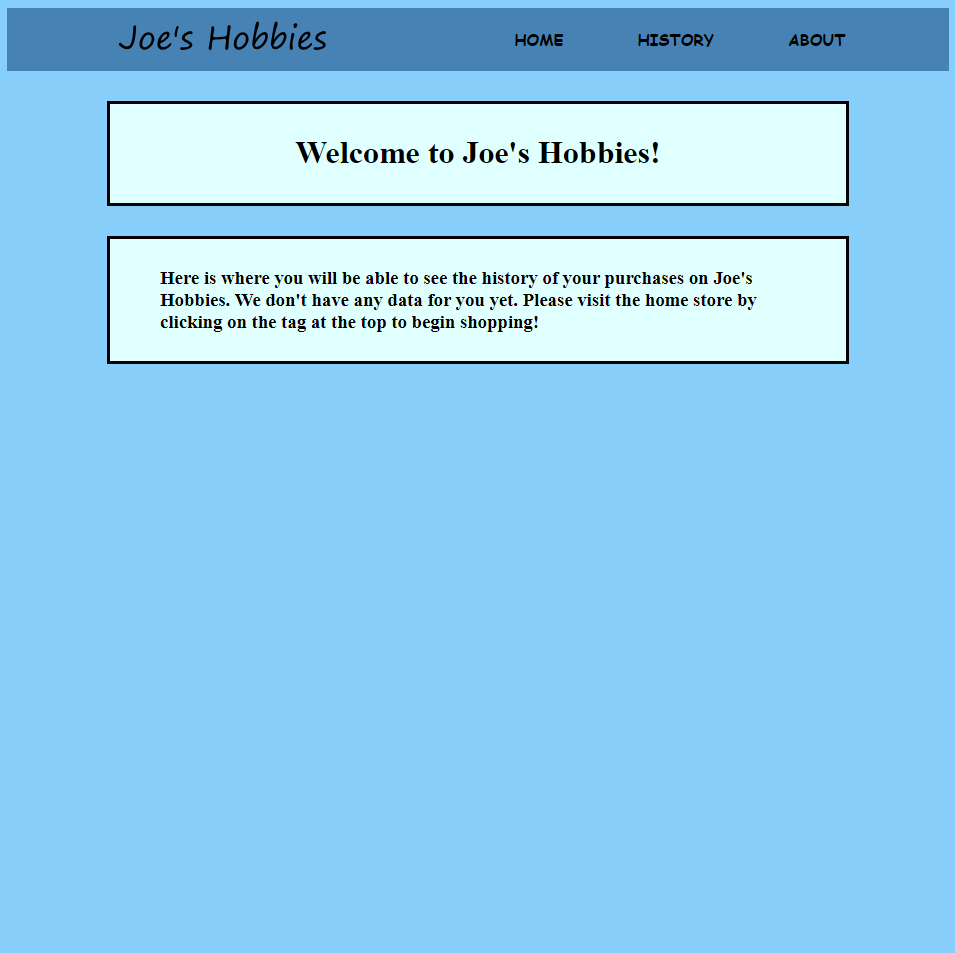 Joe's Hobbies HOME HISTORY ABOUT
Welcome to Joe's Hobbies!
Here is where you will be able to see the history of your purchases on Joe's
Hobbies. We don't have any data for you yet. Please visit the home store by
clicking on the tag at the top to begin shopping!